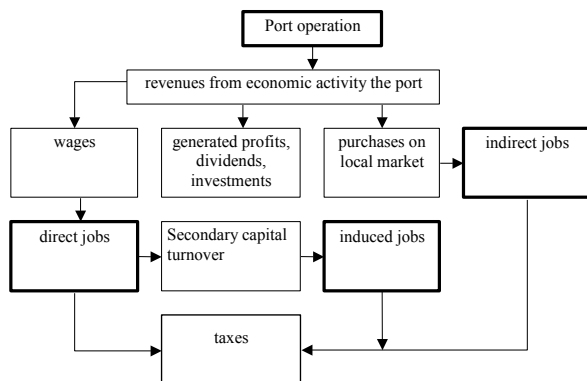 Port operation
revenues from economic activity the port
wages
generated profits,
dividends,
investments
purchases on
local market
indirect jobs
direct jobs
Secondary capital
turnover
induced jobs
taxes